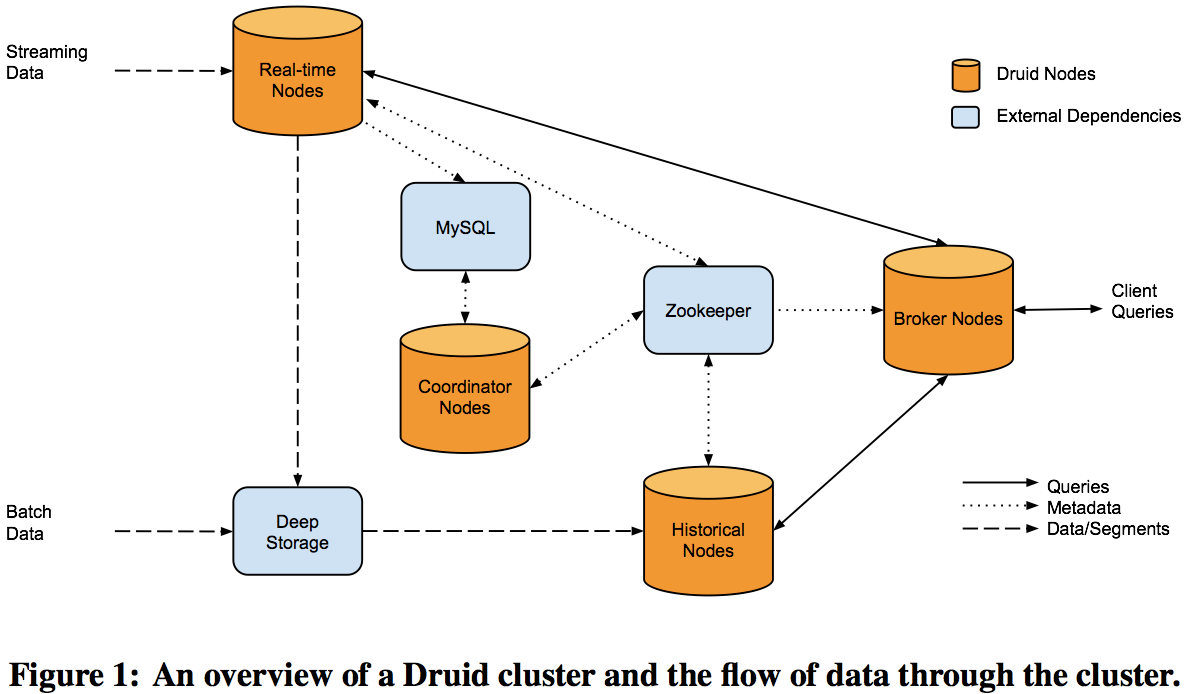 Streaming
Data
Real-time
Nodes
Druid Nodes
External Dependencies
MySQL
Zookeeper
Broker Nodes
Client
Queries
Coordinator
Nodes
Batch
Data
Deep
Storage
Historical
Nodes
Queries
Metadata
Data/Segments
Figure 1: An overview of a Druid cluster and the flow of data through the cluster.